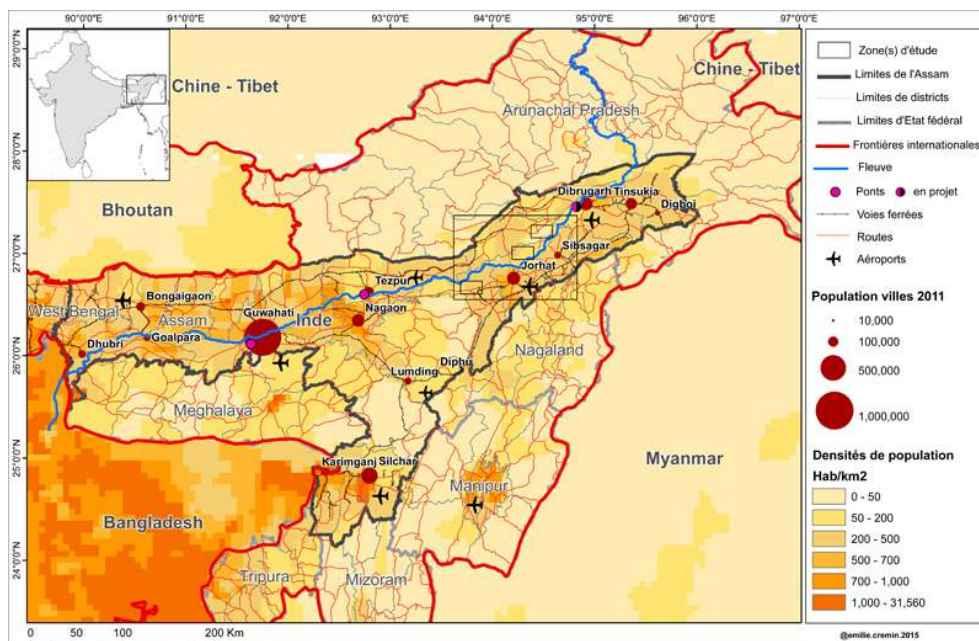 90°0'0"E 91°0'0"E 92°0'0"E 93°0'0"E 94°0'0"E 95°0'0"E 96°0'0"E 97°0'0"E
29°0'0"N
28°0'0"N
27°0'0"N
26°0'0"N
25°0'0"N
24°0'0"N
Chine - Tibet
Chine - Tibet
Arunachal Pradesh
Bhoutan
Dibrugarh Tinsukia
Digboi
Sibsagar
Jorhat
Tezpur
Bongaigaon
West Bengal
Assam
Guwahati
Inde
Nagaon
Goalpara
Dhubri
Diphu
Nagaland
Lumding
Meghalaya
Karimganj Silchar
Myanmar
Manipur
Bangladesh
Tripura
Mizoram
0 50 100 200 Km
Zone(s) d'étude
Limites de l'Assam
Limites de districts
Limites d'Etat fédéral
Frontières internationales
Fleuve
Ponts en projet
Voies ferrées
Routes
Aéroports
Population villes 2011
10,000
100,000
500,000
1,000,000
Densités de population
Hab/km2
0 - 50
50 - 200
200 - 500
500 - 700
700 - 1,000
1,000 - 31,560
@emilie.cremin.2015